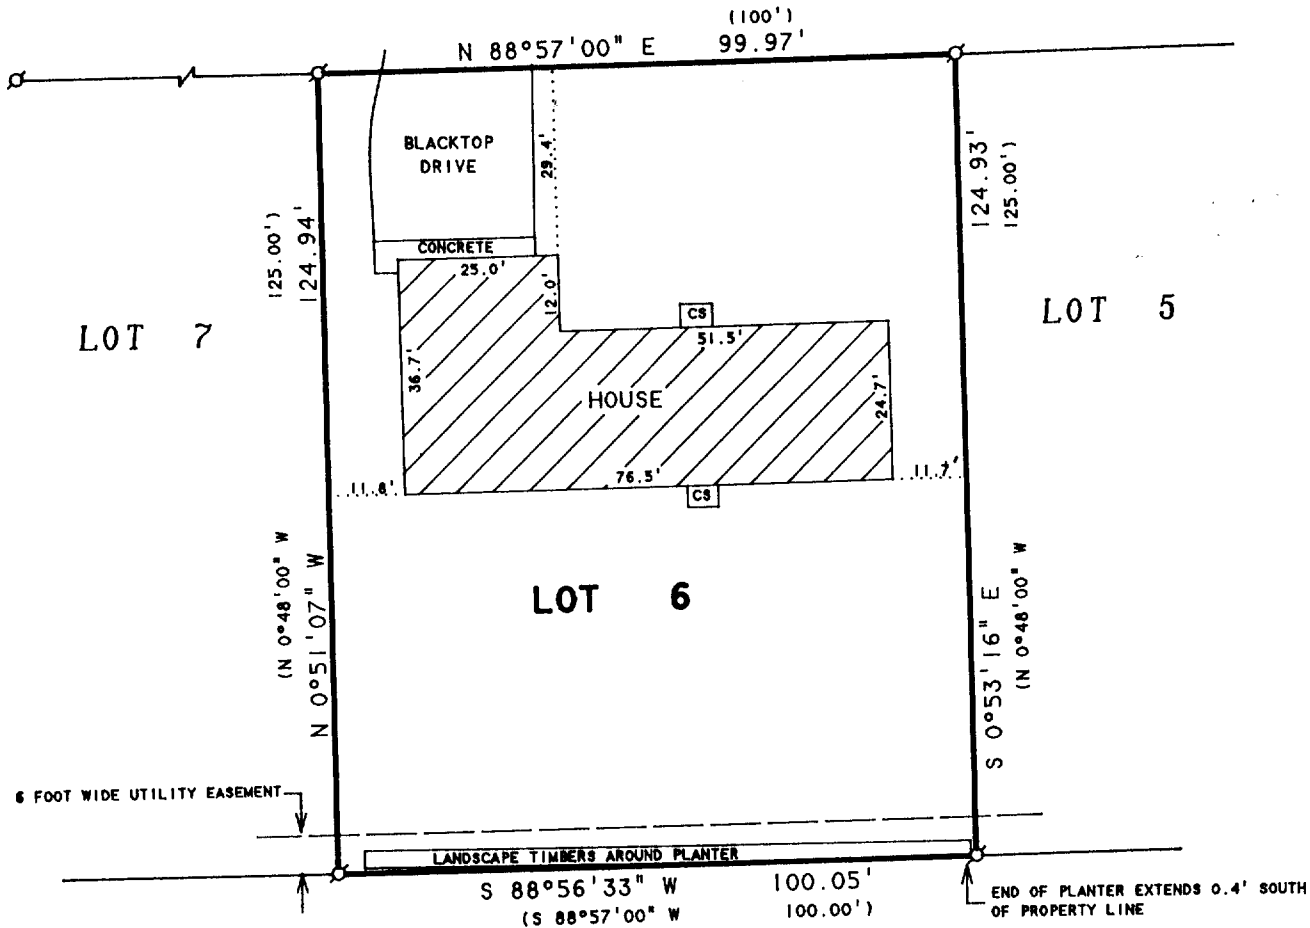 (100')
N 88°57'00" E 99.97'
BLACKTOP
DRIVE
29.4'
124.93'
125.00')
125.00')
124.94'
CONCRETE
25.0'
12.0'
CS
51.5'
LOT 7
LOT 5
36.7'
HOUSE
24.7'
76.5'
11.8'
11.7'
CS
(N 0°48'00" W
N 0°51'07" W
LOT 6
S 0°53'16" E
(N 0°48'00" W
6 FOOT WIDE UTILITY EASEMENT
LANDSCAPE TIMBERS AROUND PLANTER
S 88°56'33" W 100.05'
(S 88°57'00" W 100.00')
END OF PLANTER EXTENDS 0.4' SOUTH
OF PROPERTY LINE